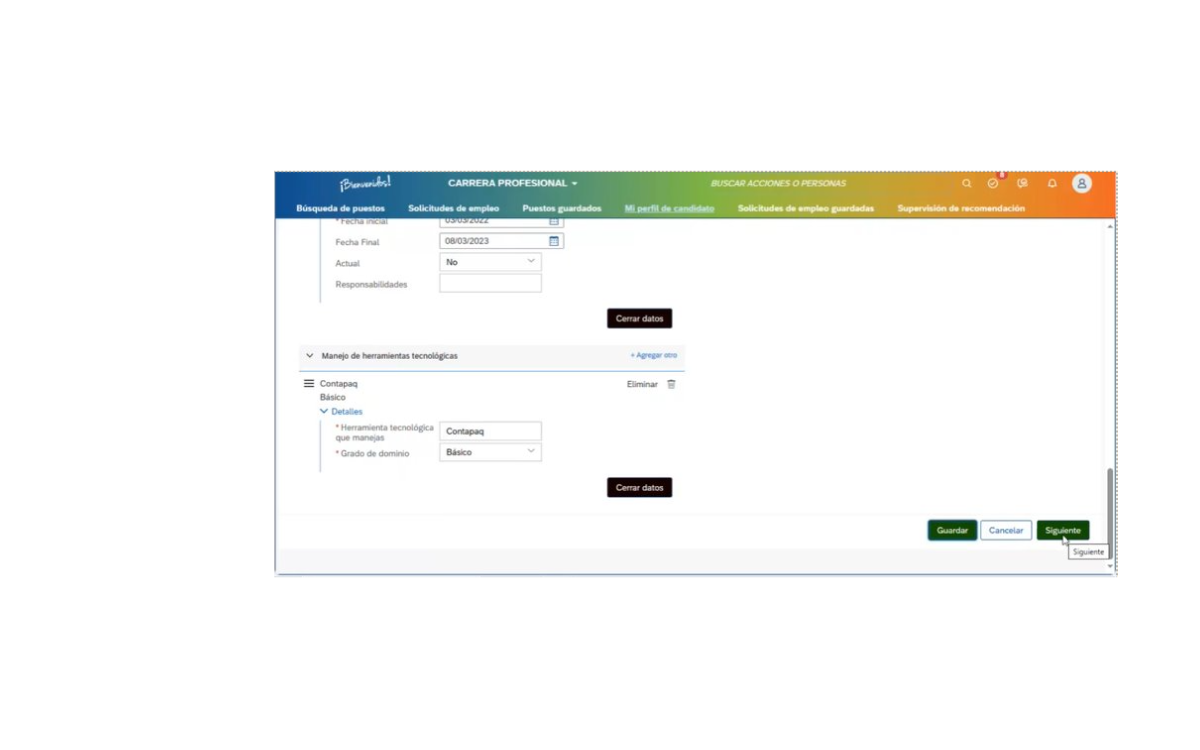 ¡Bienvenid@s!
CARRERA PROFESIONAL
BUSCAR ACCIONES O PERSONAS
8
Búsqueda de puestos
Solicitudes de empleo
Puestos guardados
Mi perfil de candidato
Solicitudes de empleo guardadas
Supervisión de recomendación
* Fecha inicial
03/03/2022
Fecha Final
08/03/2023
Actual
No
Responsabilidades
Cerrar datos
Manejo de herramientas tecnológicas
+ Agregar otro
Contapaq
Eliminar
Básico
Detalles
* Herramienta tecnológica
que manejas
Contapaq
* Grado de dominio
Básico
Cerrar datos
Guardar
Cancelar
Siguiente
Siguiente